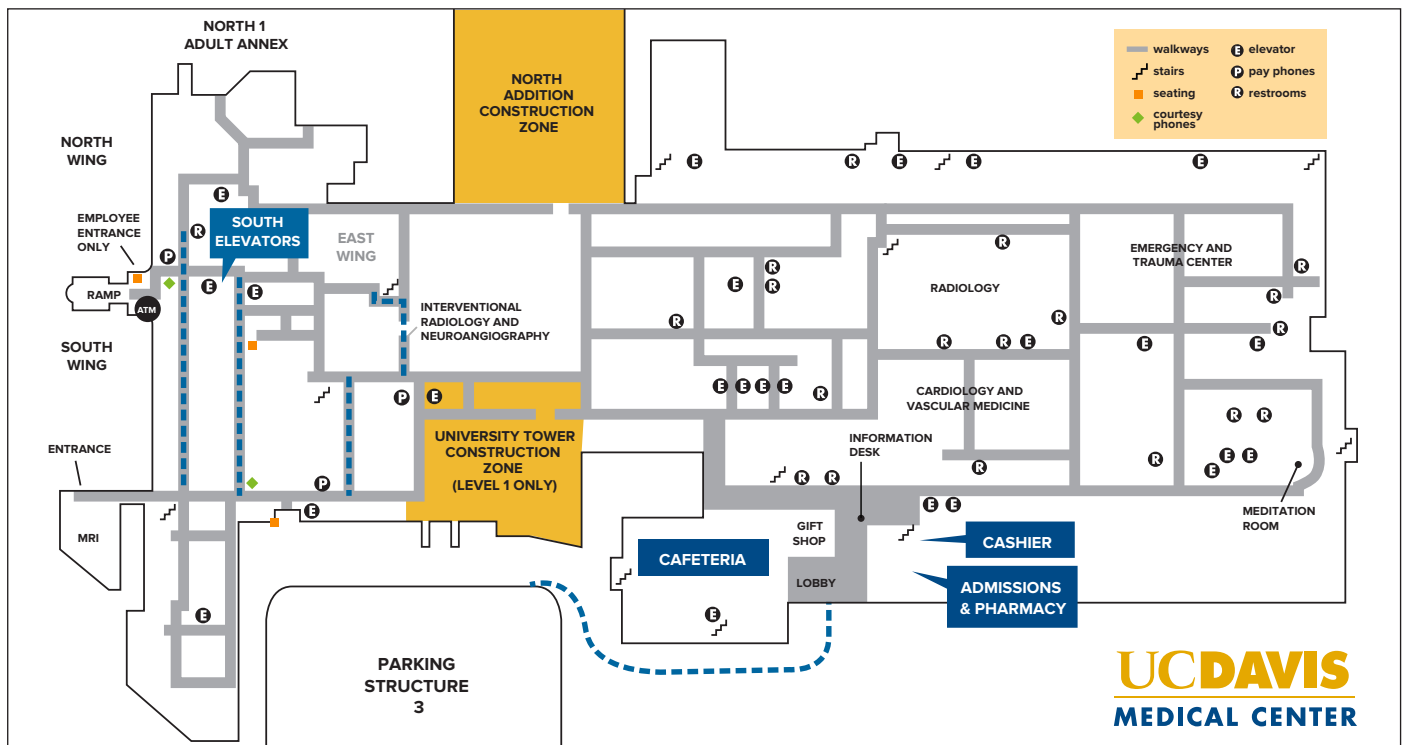 NORTH 1
ADULT ANNEX
NORTH
ADDITION
CONSTRUCTION
ZONE
walkways
stairs
seating
courtesy
phones
E elevator
P pay phones
R restrooms
NORTH
WING
EMPLOYEE
ENTRANCE
ONLY
SOUTH
ELEVATORS
EAST
WING
RAMP
ATM
SOUTH
WING
INTERVENTIONAL
RADIOLOGY AND
NEUROANGIOGRAPHY
RADIOLOGY
EMERGENCY AND
TRAUMA CENTER
CARDIOLOGY AND
VASCULAR MEDICINE
ENTRANCE
UNIVERSITY TOWER
CONSTRUCTION
ZONE
(LEVEL 1 ONLY)
INFORMATION
DESK
MEDITATION
ROOM
MRI
GIFT
SHOP
CAFETERIA
LOBBY
CASHIER
ADMISSIONS
& PHARMACY
PARKING
STRUCTURE
3
UCDAVIS
MEDICAL CENTER